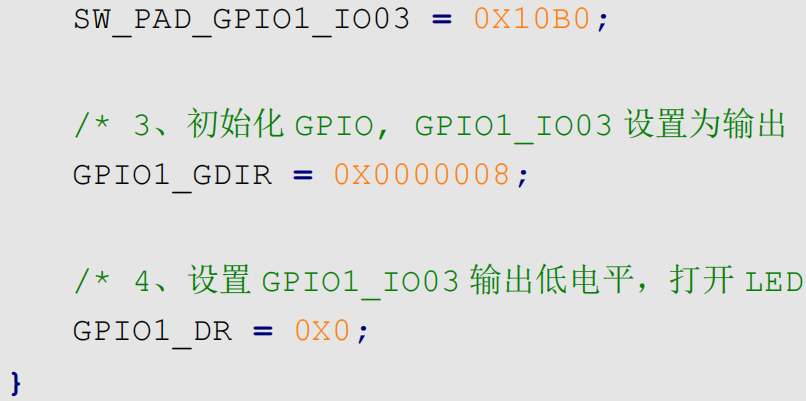 SW_PAD_GPIO1_IO03 = 0X10B0;
/* 3、初始化 GPIO, GPIO1_IO03 设置为输出
GPIO1_GDIR = 0X0000008;
/* 4、设置 GPIO1_IO03 输出低电平，打开 LED
GPIO1_DR = 0X0;
}